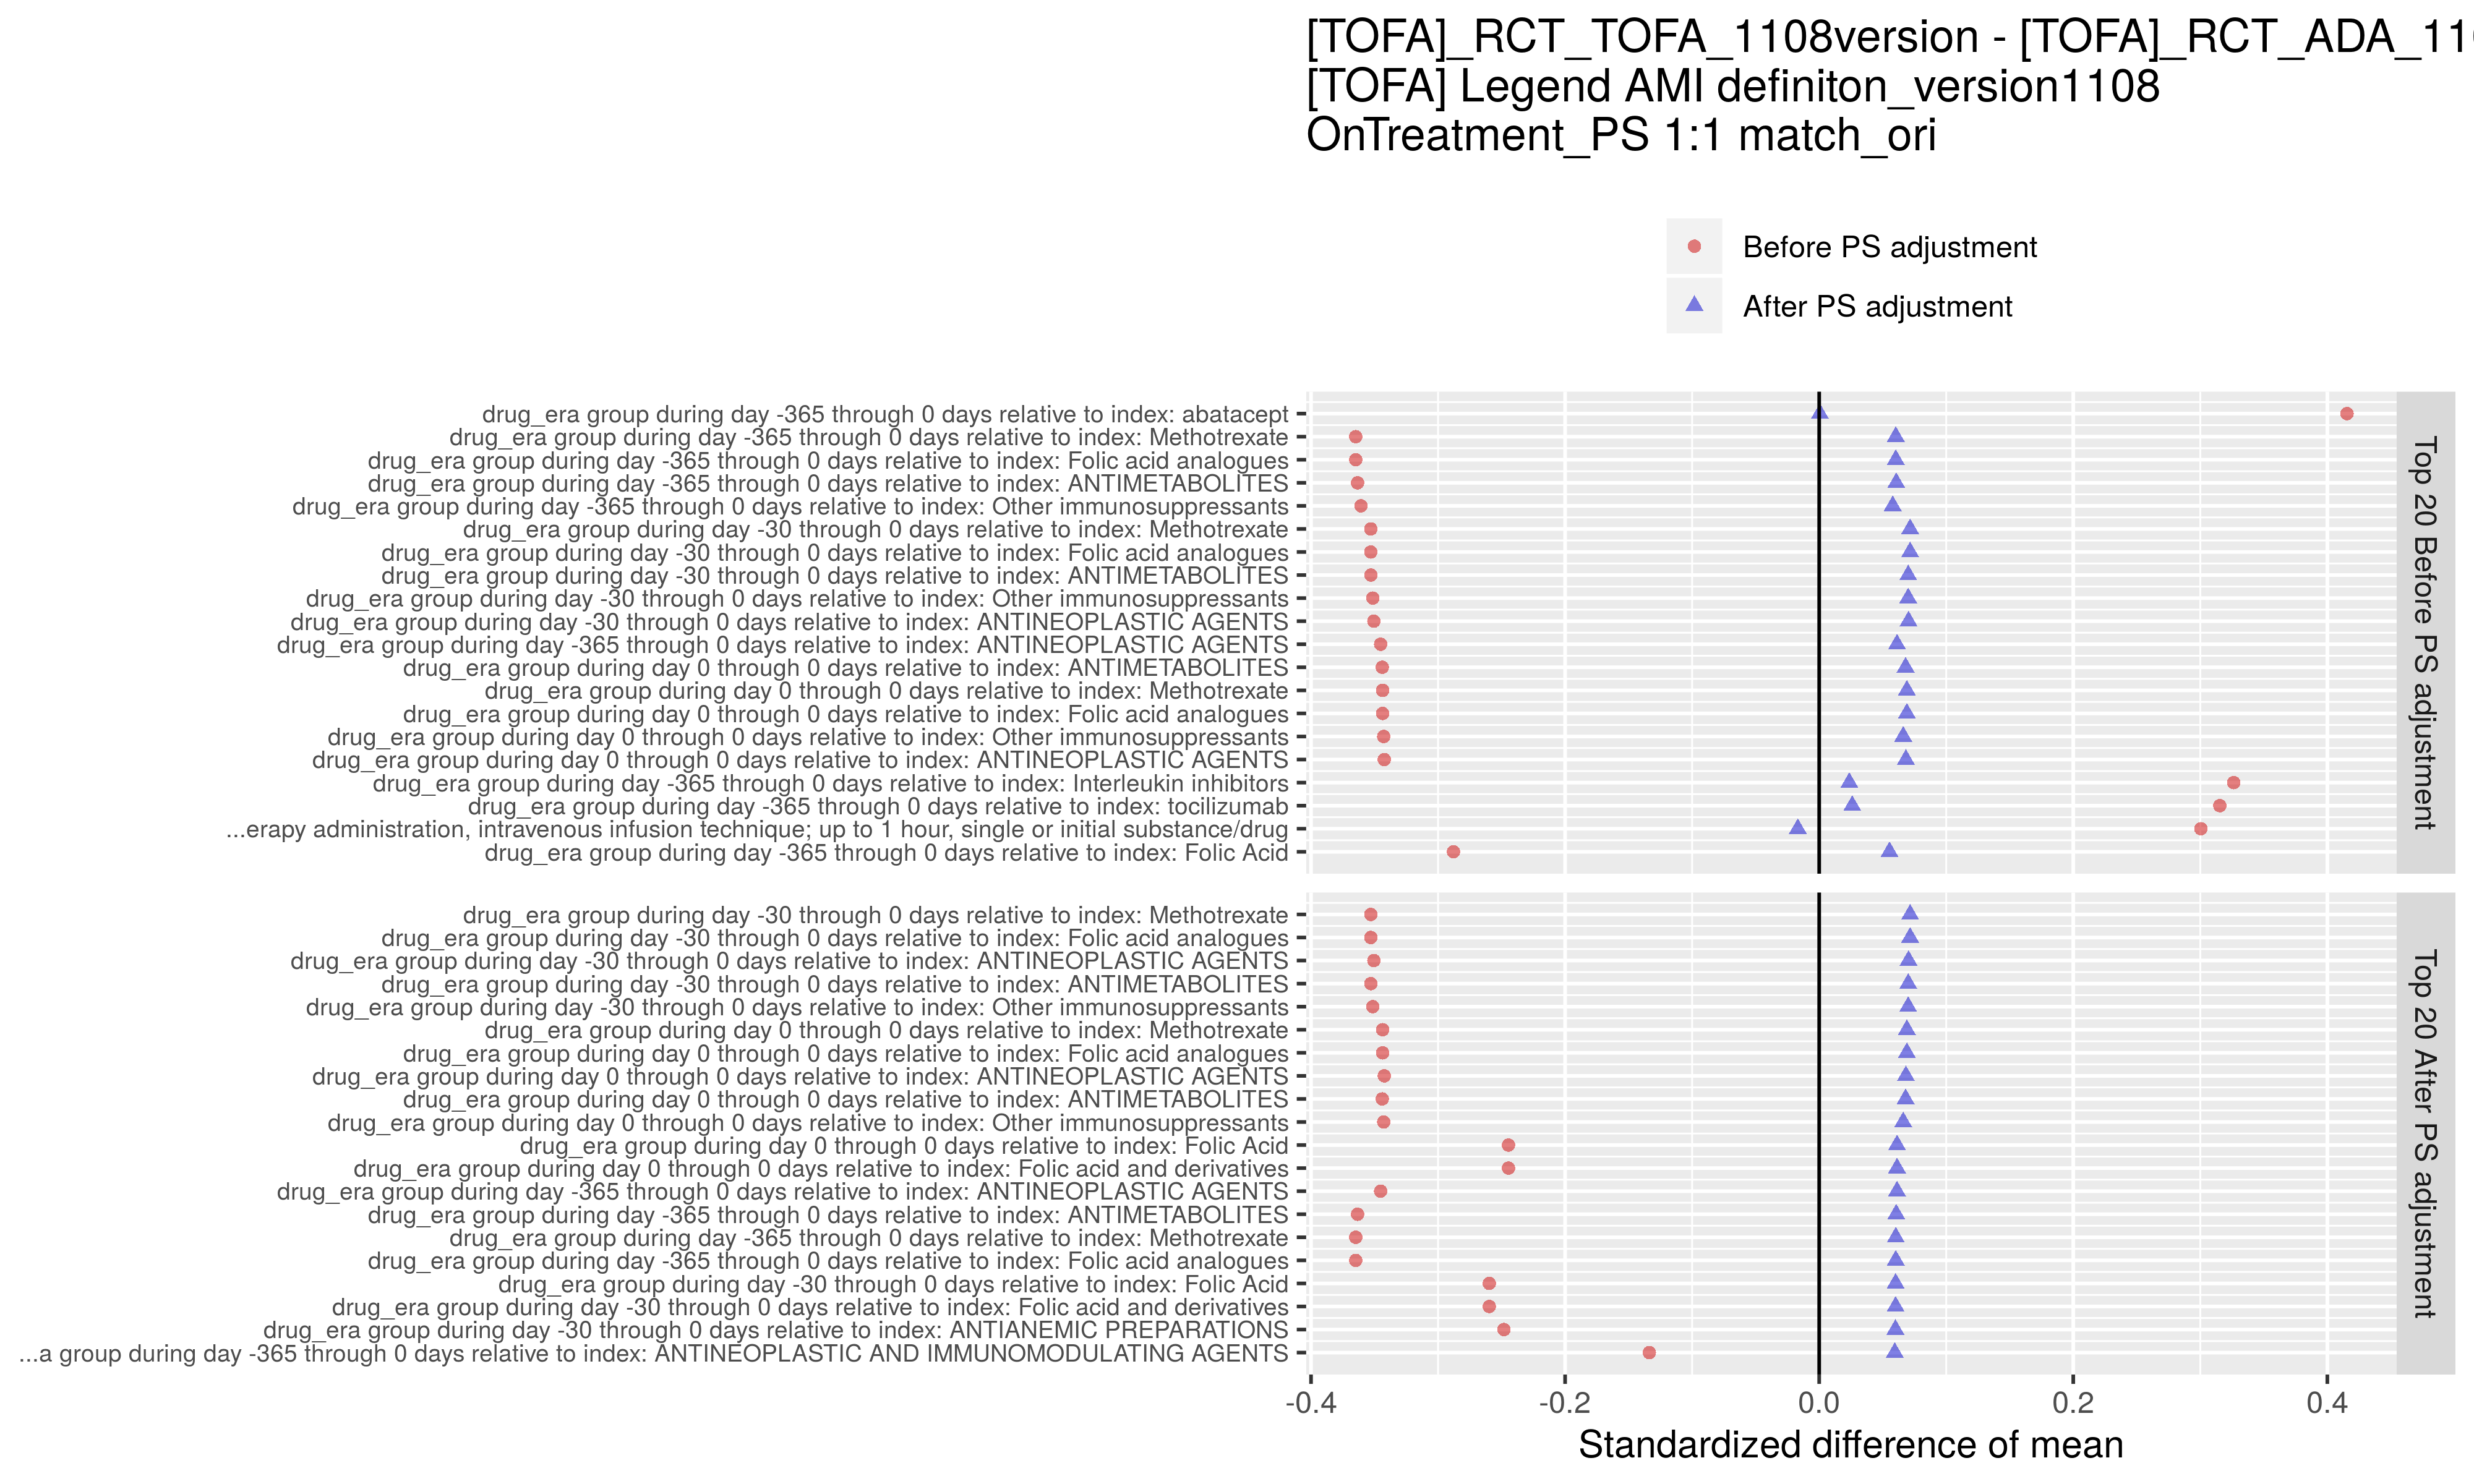 [TOFA]_RCT_TOFA_1108version - [TOFA]_RCT_ADA_11
[TOFA] Legend AMI definiton_version1108
OnTreatment_PS 1:1 match_ori
Before PS adjustment
After PS adjustment
drug_era group during day -365 through 0 days relative to index: abatacept
drug_era group during day -365 through 0 days relative to index: Methotrexate
drug_era group during day -365 through 0 days relative to index: Folic acid analogues
drug_era group during day -365 through 0 days relative to index: ANTIMETABOLITES
drug_era group during day -365 through 0 days relative to index: Other immunosuppressants
drug_era group during day -30 through 0 days relative to index: Methotrexate
drug_era group during day -30 through 0 days relative to index: Folic acid analogues
drug_era group during day -30 through 0 days relative to index: ANTIMETABOLITES
drug_era group during day -30 through 0 days relative to index: Other immunosuppressants
drug_era group during day -30 through 0 days relative to index: ANTINEOPLASTIC AGENTS
drug_era group during day -365 through 0 days relative to index: ANTINEOPLASTIC AGENTS
drug_era group during day 0 through 0 days relative to index: ANTIMETABOLITES
drug_era group during day 0 through 0 days relative to index: Methotrexate
drug_era group during day 0 through 0 days relative to index: Folic acid analogues
drug_era group during day 0 through 0 days relative to index: Other immunosuppressants
drug_era group during day 0 through 0 days relative to index: ANTINEOPLASTIC AGENTS
drug_era group during day -365 through 0 days relative to index: Interleukin inhibitors
drug_era group during day -365 through 0 days relative to index: tocilizumab
...erapy administration, intravenous infusion technique; up to 1 hour, single or initial substance/drug
drug_era group during day -365 through 0 days relative to index: Folic Acid
Top 20 Before PS adjustment
drug_era group during day -30 through 0 days relative to index: Methotrexate
drug_era group during day -30 through 0 days relative to index: Folic acid analogues
drug_era group during day -30 through 0 days relative to index: ANTINEOPLASTIC AGENTS
drug_era group during day -30 through 0 days relative to index: ANTIMETABOLITES
drug_era group during day -30 through 0 days relative to index: Other immunosuppressants
drug_era group during day 0 through 0 days relative to index: Methotrexate
drug_era group during day 0 through 0 days relative to index: Folic acid analogues
drug_era group during day 0 through 0 days relative to index: ANTINEOPLASTIC AGENTS
drug_era group during day 0 through 0 days relative to index: ANTIMETABOLITES
drug_era group during day 0 through 0 days relative to index: Other immunosuppressants
drug_era group during day 0 through 0 days relative to index: Folic Acid
drug_era group during day 0 through 0 days relative to index: Folic acid and derivatives
drug_era group during day -365 through 0 days relative to index: ANTINEOPLASTIC AGENTS
drug_era group during day -365 through 0 days relative to index: ANTIMETABOLITES
drug_era group during day -365 through 0 days relative to index: Methotrexate
drug_era group during day -365 through 0 days relative to index: Folic acid analogues
drug_era group during day -30 through 0 days relative to index: Folic Acid
drug_era group during day -30 through 0 days relative to index: Folic acid and derivatives
drug_era group during day -30 through 0 days relative to index: ANTIANEMIC PREPARATIONS
...a group during day -365 through 0 days relative to index: ANTINEOPLASTIC AND IMMUNOMODULATING AGENTS
Top 20 After PS adjustment
-0.4 -0.2 0.0 0.2 0.4
Standardized difference of mean